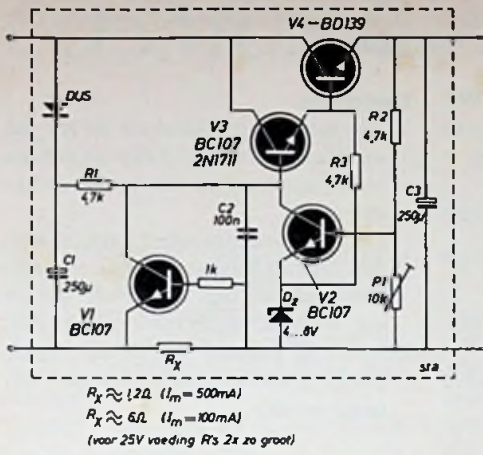 V4-BD139
DUS
V3
BC107
2N1711
R2
4,7k
R3
4,7k
R1
4,7k
C2
100n
C3
250µ
C1
250µ
1k
V1
BC107
V2
BC107
P1
10k
Dz
4...8V
Rx
sta
Rx ≈ 1,2Ω (Im=500mA)
Rx ≈ 6Ω (Im=100mA)
(voor 25V voeding R's 2x zo groot)